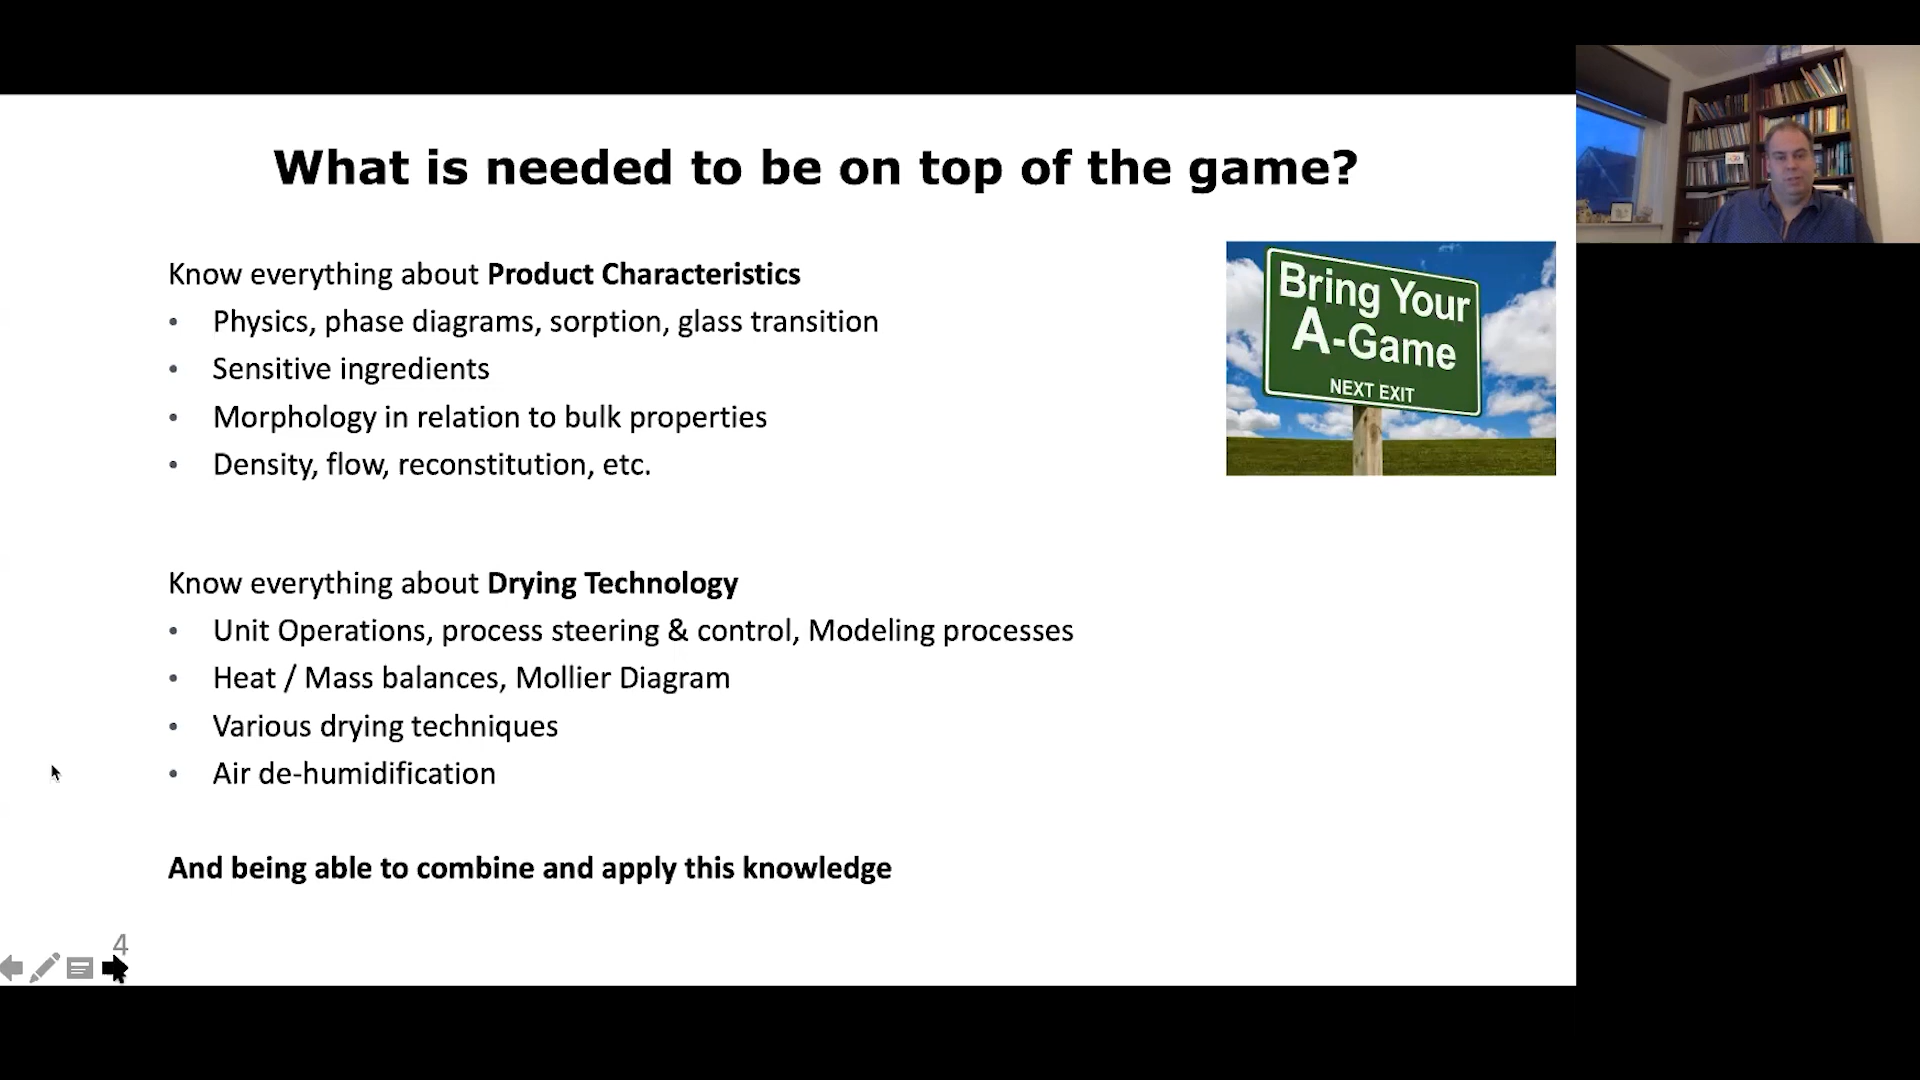 What is needed to be on top of the game?
Know everything about Product Characteristics
• Physics, phase diagrams, sorption, glass transition
• Sensitive ingredients
• Morphology in relation to bulk properties
• Density, flow, reconstitution, etc.
Bring Your
A-Game
NEXT EXIT
Know everything about Drying Technology
• Unit Operations, process steering & control, Modeling processes
• Heat / Mass balances, Mollier Diagram
• Various drying techniques
• Air de-humidification
And being able to combine and apply this knowledge
4